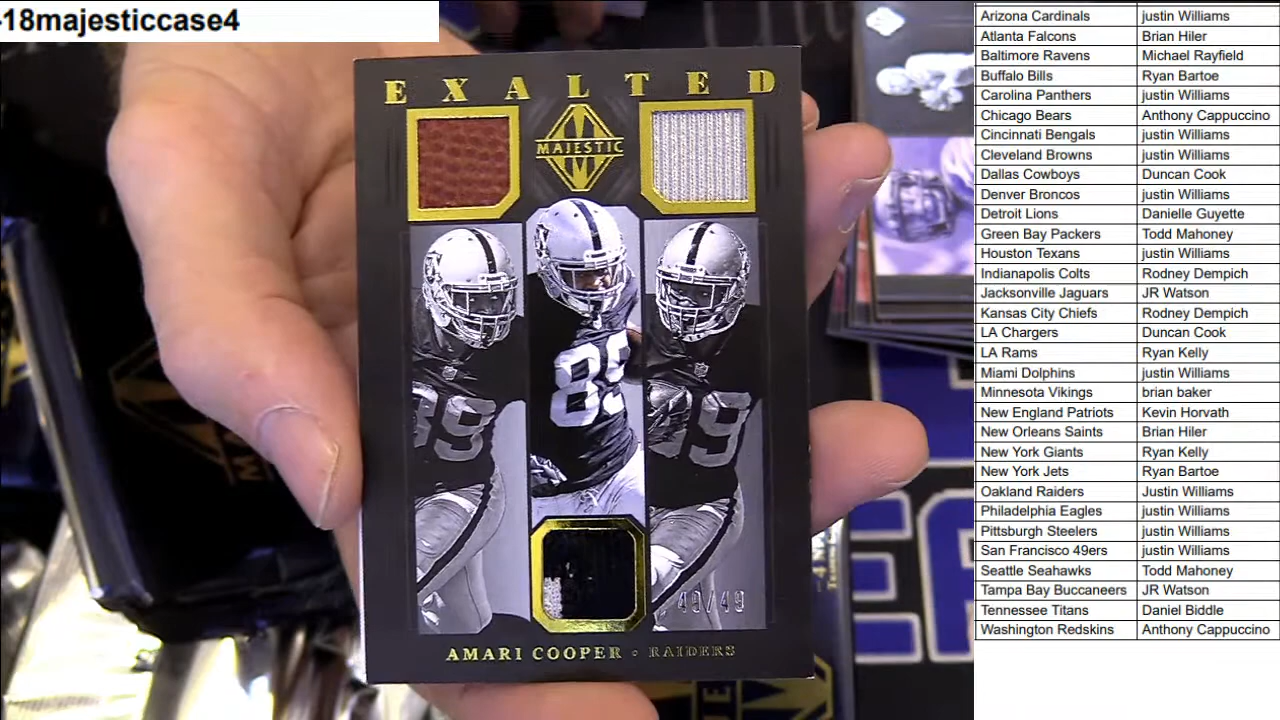 -18majesticcase4
EXALTED
MAJESTIC
89
89
89
49/49
AMARI COOPER • RAIDERS
Arizona Cardinals justin Williams
Atlanta Falcons Brian Hiler
Baltimore Ravens Michael Rayfield
Buffalo Bills Ryan Bartoe
Carolina Panthers justin Williams
Chicago Bears Anthony Cappuccino
Cincinnati Bengals justin Williams
Cleveland Browns justin Williams
Dallas Cowboys Duncan Cook
Denver Broncos justin Williams
Detroit Lions Danielle Guyette
Green Bay Packers Todd Mahoney
Houston Texans justin Williams
Indianapolis Colts Rodney Dempich
Jacksonville Jaguars JR Watson
Kansas City Chiefs Rodney Dempich
LA Chargers Duncan Cook
LA Rams Ryan Kelly
Miami Dolphins justin Williams
Minnesota Vikings brian baker
New England Patriots Kevin Horvath
New Orleans Saints Brian Hiler
New York Giants Ryan Kelly
New York Jets Ryan Bartoe
Oakland Raiders Justin Williams
Philadelphia Eagles justin Williams
Pittsburgh Steelers justin Williams
San Francisco 49ers justin Williams
Seattle Seahawks Todd Mahoney
Tampa Bay Buccaneers JR Watson
Tennessee Titans Daniel Biddle
Washington Redskins Anthony Cappuccino